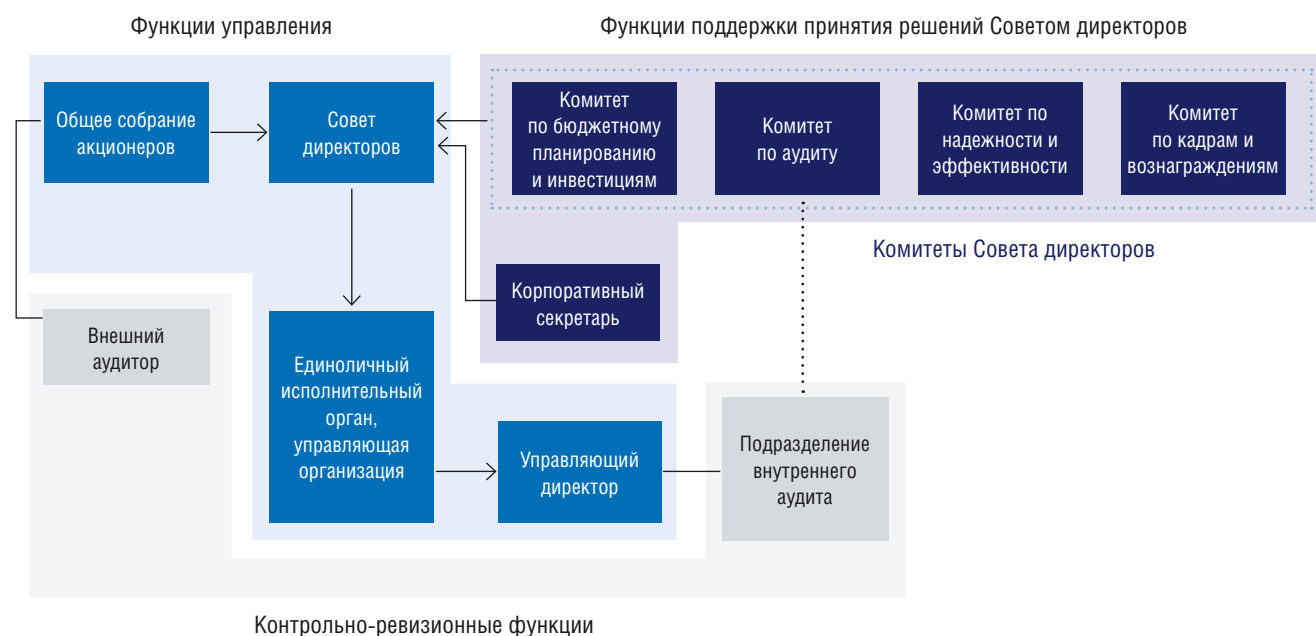 Функции управления
Функции поддержки принятия решений Советом директоров
Общее собрание
акционеров
Совет
директоров
Комитет
по бюджетному
планированию
и инвестициям
Комитет
по аудиту
Комитет по
надежности и
эффективности
Комитет
по кадрам и
вознаграждениям
Комитеты Совета директоров
Корпоративный
секретарь
Внешний
аудитор
Единоличный
исполнительный
орган,
управляющая
организация
Управляющий
директор
Подразделение
внутреннего
аудита
Контрольно-ревизионные функции